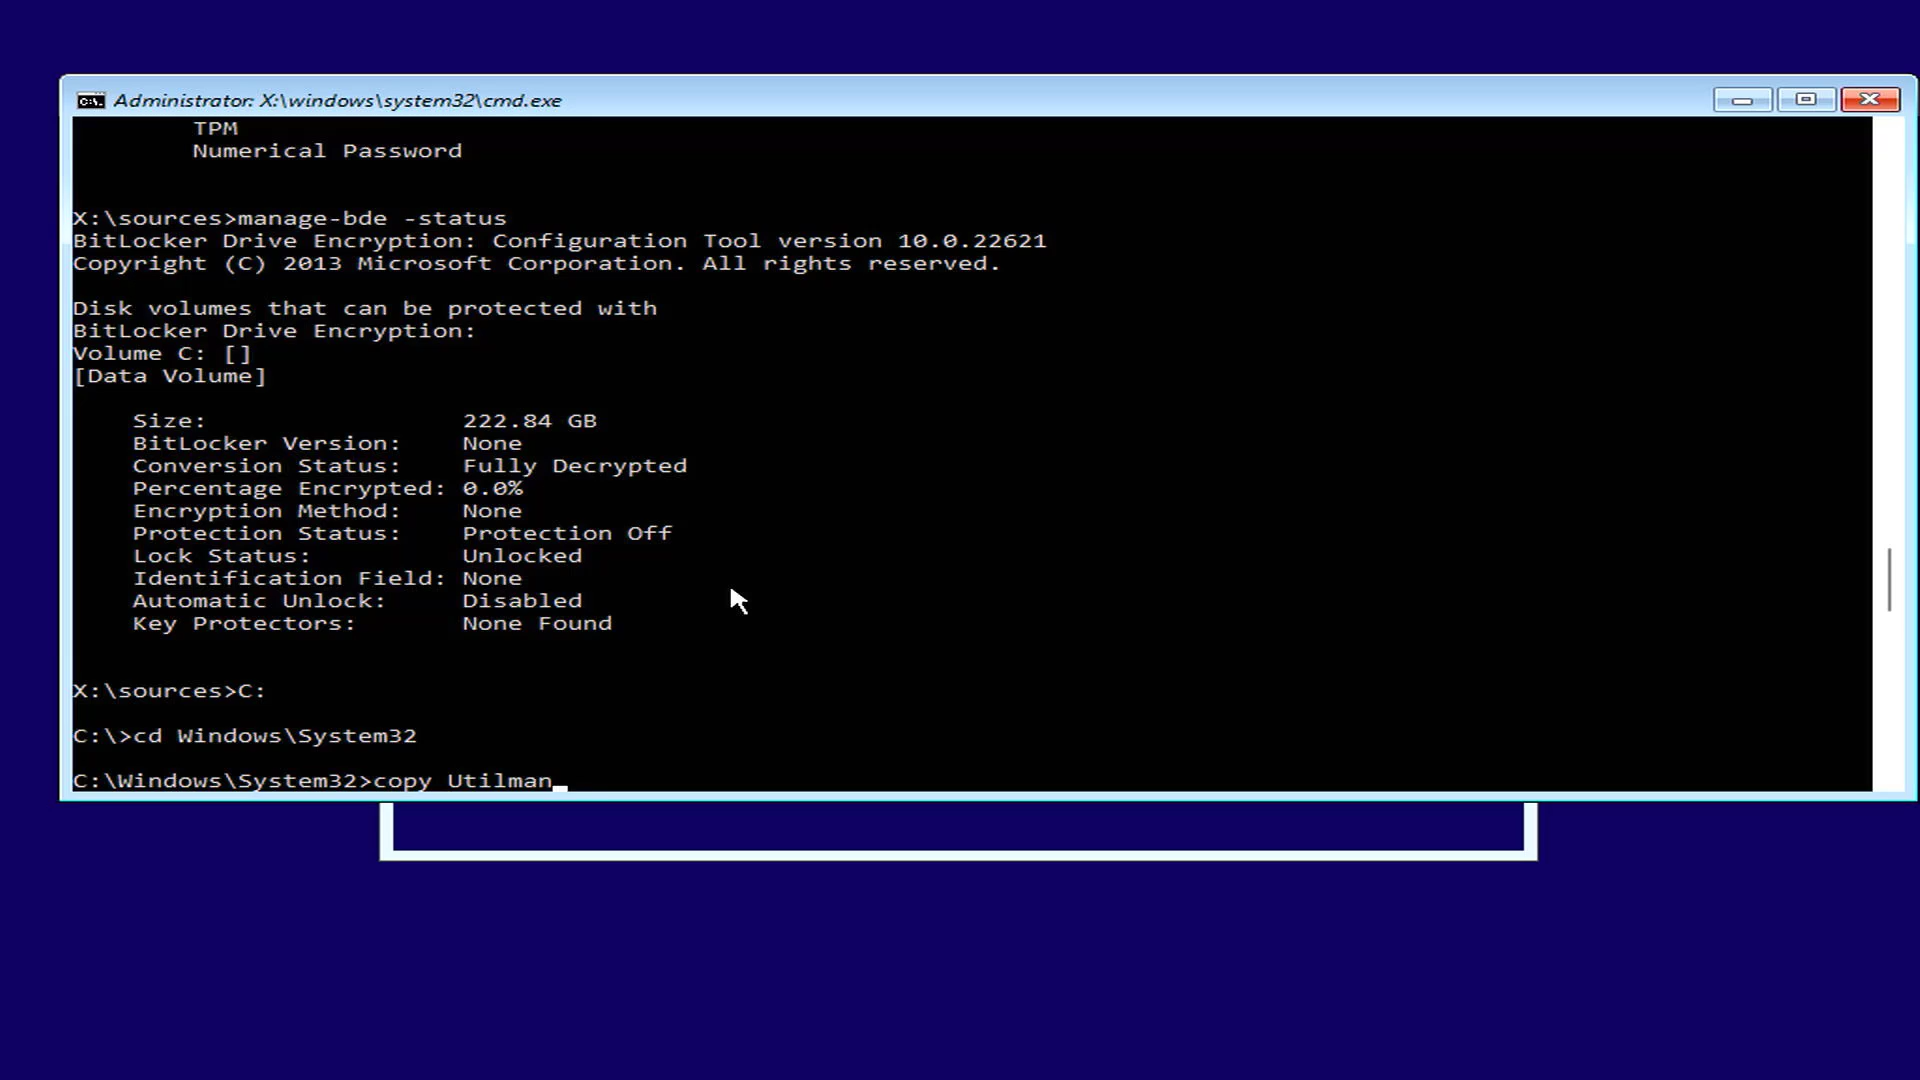 Administrator: X:\windows\system32\cmd.exe
TPM
Numerical Password
X:\sources>manage-bde -status
BitLocker Drive Encryption: Configuration Tool version 10.0.22621
Copyright (C) 2013 Microsoft Corporation. All rights reserved.
Disk volumes that can be protected with
BitLocker Drive Encryption:
Volume C: []
[Data Volume]
Size: 222.84 GB
BitLocker Version: None
Conversion Status: Fully Decrypted
Percentage Encrypted: 0.0%
Encryption Method: None
Protection Status: Protection Off
Lock Status: Unlocked
Identification Field: None
Automatic Unlock: Disabled
Key Protectors: None Found
X:\sources>C:
C:\>cd Windows\System32
C:\Windows\System32>copy Utilman_